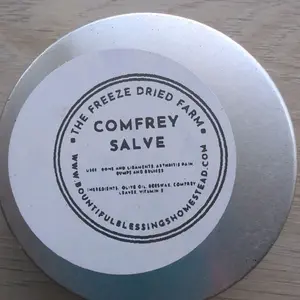 • THE FREEZE DRIED FARM •
COMFREY
SALVE
USES: BONE AND LIGAMENTS, ARTHRITIS PAIN
BUMPS AND BRUISES
INGREDIENTS: OLIVE OIL, BEESWAX, COMFREY
LEAVES, VITAMIN E
WWW.BOUNTIFULBLESSINGSHOMESTEAD.COM